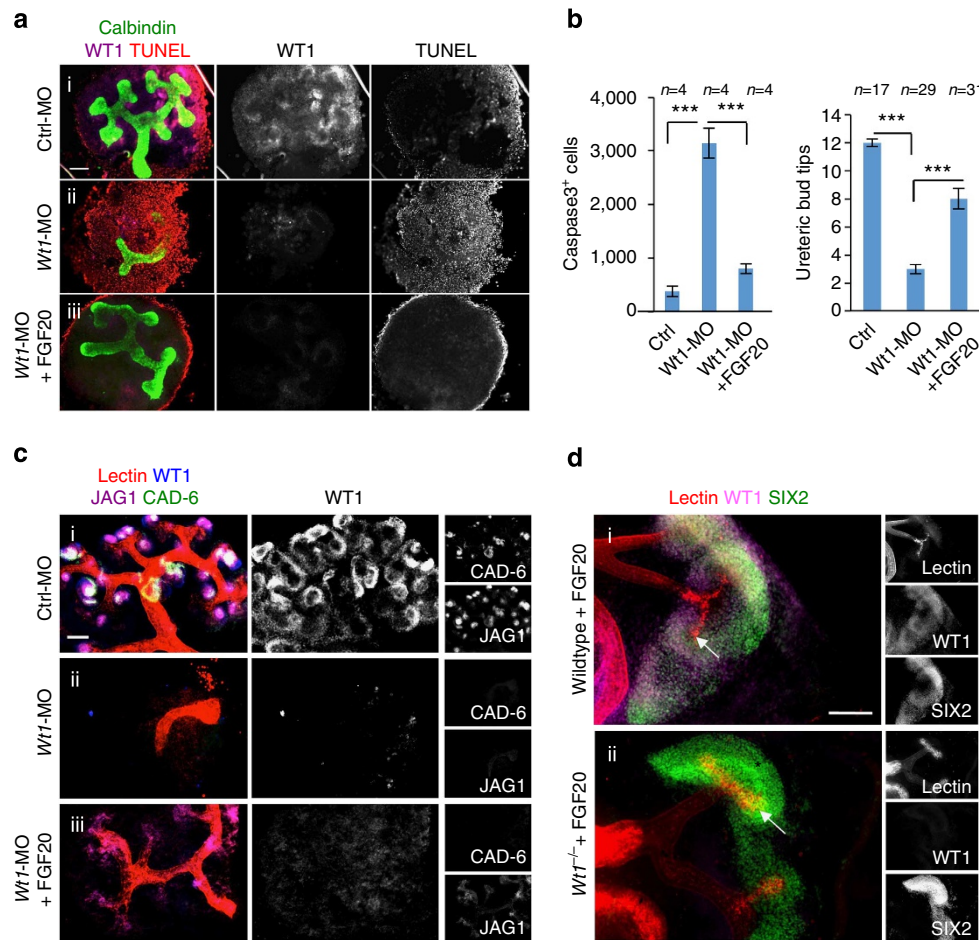 a
Calbindin
WT1 TUNEL
WT1
TUNEL
Ctrl-MO
i
Wt1-MO
ii
Wt1-MO
+ FGF20
iii
b
n=4 n=4 n=4
***
***
4,000
3,000
2,000
1,000
0
Caspase3+ cells
Ctrl
Wt1-MO
Wt1-MO
+FGF20
n=17 n=29 n=31
***
***
14
12
10
8
6
4
2
0
Ureteric bud tips
Ctrl
Wt1-MO
Wt1-MO
+FGF20
c
Lectin WT1
JAG1 CAD-6
WT1
Ctrl-MO
i
CAD-6
JAG1
Wt1-MO
ii
CAD-6
JAG1
Wt1-MO
+ FGF20
iii
CAD-6
JAG1
d
Lectin WT1 SIX2
Wildtype + FGF20
i
Lectin
WT1
SIX2
Wt1–/– + FGF20
ii
Lectin
WT1
SIX2